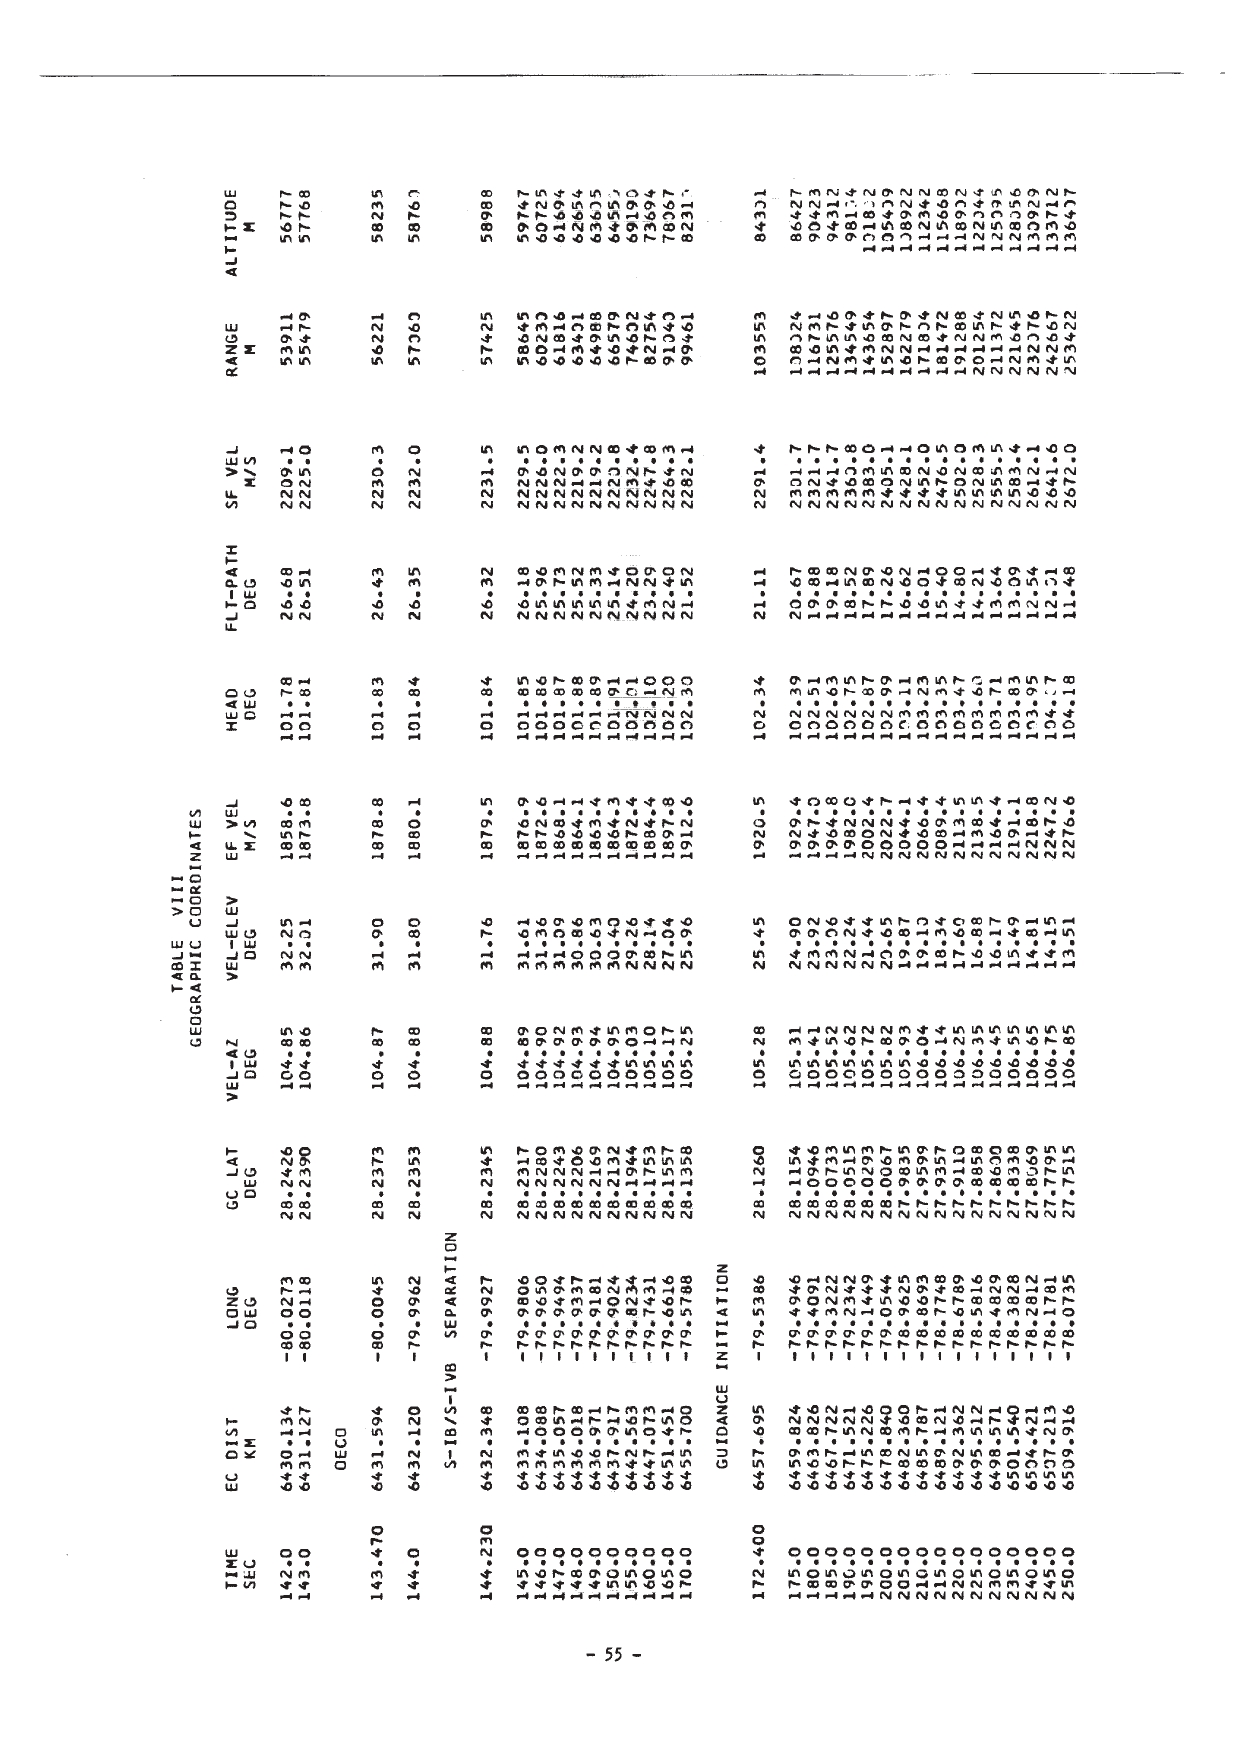 TABLE VIII
GEOGRAPHIC COORDINATES
TIME EC DIST LONG GC LAT VEL-AZ VEL-ELEV EF VEL HEAD FLT-PATH SF VEL RANGE ALTITUDE
SEC KM DEG DEG DEG DEG M/S DEG DEG M/S M M
142.0 6430.134 -80.0273 28.2426 104.85 32.25 1858.6 101.78 26.68 2209.1 53911 56777
143.0 6431.127 -80.0118 28.2390 104.86 32.01 1873.8 101.81 26.51 2225.0 55479 57768
OECO
143.470 6431.594 -80.0045 28.2373 104.87 31.90 1878.8 101.83 26.43 2230.3 56221 58235
144.0 6432.120 -79.9962 28.2353 104.88 31.80 1880.1 101.84 26.35 2232.0 57060 58760
S-IB/S-IVB SEPARATION
144.230 6432.348 -79.9927 28.2345 104.88 31.76 1879.5 101.84 26.32 2231.5 57425 58988
145.0 6433.108 -79.9806 28.2317 104.89 31.61 1876.9 101.85 26.18 2229.5 58645 59747
146.0 6434.088 -79.9650 28.2280 104.90 31.36 1872.6 101.86 25.96 2226.0 60230 60725
147.0 6435.057 -79.9494 28.2243 104.92 31.09 1868.1 101.87 25.73 2222.3 61816 61694
148.0 6436.018 -79.9337 28.2206 104.93 30.86 1864.1 101.88 25.52 2219.2 63401 62654
149.0 6436.971 -79.9181 28.2169 104.94 30.63 1863.4 101.89 25.33 2219.2 64988 63605
150.0 6437.917 -79.9024 28.2132 104.95 30.40 1864.3 101.91 25.14 2220.8 66579 64550
155.0 6442.563 -79.8234 28.1944 105.03 29.26 1872.4 102.01 24.20 2232.4 74602 69190
160.0 6447.073 -79.7431 28.1753 105.10 28.14 1884.4 102.10 23.29 2247.8 82754 73694
165.0 6451.451 -79.6616 28.1557 105.17 27.04 1897.8 102.20 22.40 2264.3 91040 78067
170.0 6455.700 -79.5788 28.1358 105.25 25.96 1912.6 102.30 21.52 2282.1 99461
GUIDANCE INITIATION
172.400 6457.695 -79.5386 28.1260 105.28 25.45 1920.5 102.34 21.11 2291.4 103553 84301
175.0 6459.824 -79.4946 28.1154 105.31 24.90 1929.4 102.39 20.67 2301.7 108024 86427
180.0 6463.826 -79.4091 28.0946 105.41 23.92 1947.0 102.51 19.88 2321.7 116731 90423
185.0 6467.722 -79.3222 28.0733 105.52 23.06 1964.8 102.63 19.18 2341.7 125576 94312
190.0 6471.521 -79.2342 28.0515 105.62 22.24 1982.0 102.75 18.52 2360.8 134549 98104
195.0 6475.226 -79.1449 28.0293 105.72 21.44 2002.4 102.87 17.89 2383.0 143654 101802
200.0 6478.840 -79.0544 28.0067 105.82 20.65 2022.7 102.99 17.26 2405.1 152897 105409
205.0 6482.360 -78.9625 27.9835 105.93 19.87 2044.1 103.11 16.62 2428.1 162279 108922
210.0 6485.787 -78.8693 27.9599 106.04 19.10 2066.4 103.23 16.01 2452.0 171804 112342
215.0 6489.121 -78.7748 27.9357 106.14 18.34 2089.4 103.35 15.40 2476.5 181472 115668
220.0 6492.362 -78.6789 27.9110 106.25 17.60 2113.5 103.47 14.80 2502.0 191288 118902
225.0 6495.512 -78.5816 27.8858 106.35 16.88 2138.5 103.60 14.21 2528.3 201254 122044
230.0 6498.571 -78.4829 27.8600 106.45 16.17 2164.4 103.71 13.64 2555.5 211372 125095
235.0 6501.540 -78.3828 27.8338 106.55 15.49 2191.1 103.83 13.09 2583.4 221645 128056
240.0 6504.421 -78.2812 27.8069 106.65 14.81 2218.8 103.95 12.54 2612.1 232076 130929
245.0 6507.213 -78.1781 27.7795 106.75 14.15 2247.2 104.07 12.01 2641.6 242667 133712
250.0 6509.916 -78.0735 27.7515 106.85 13.51 2276.6 104.18 11.48 2672.0 253422 136407
- 55 -